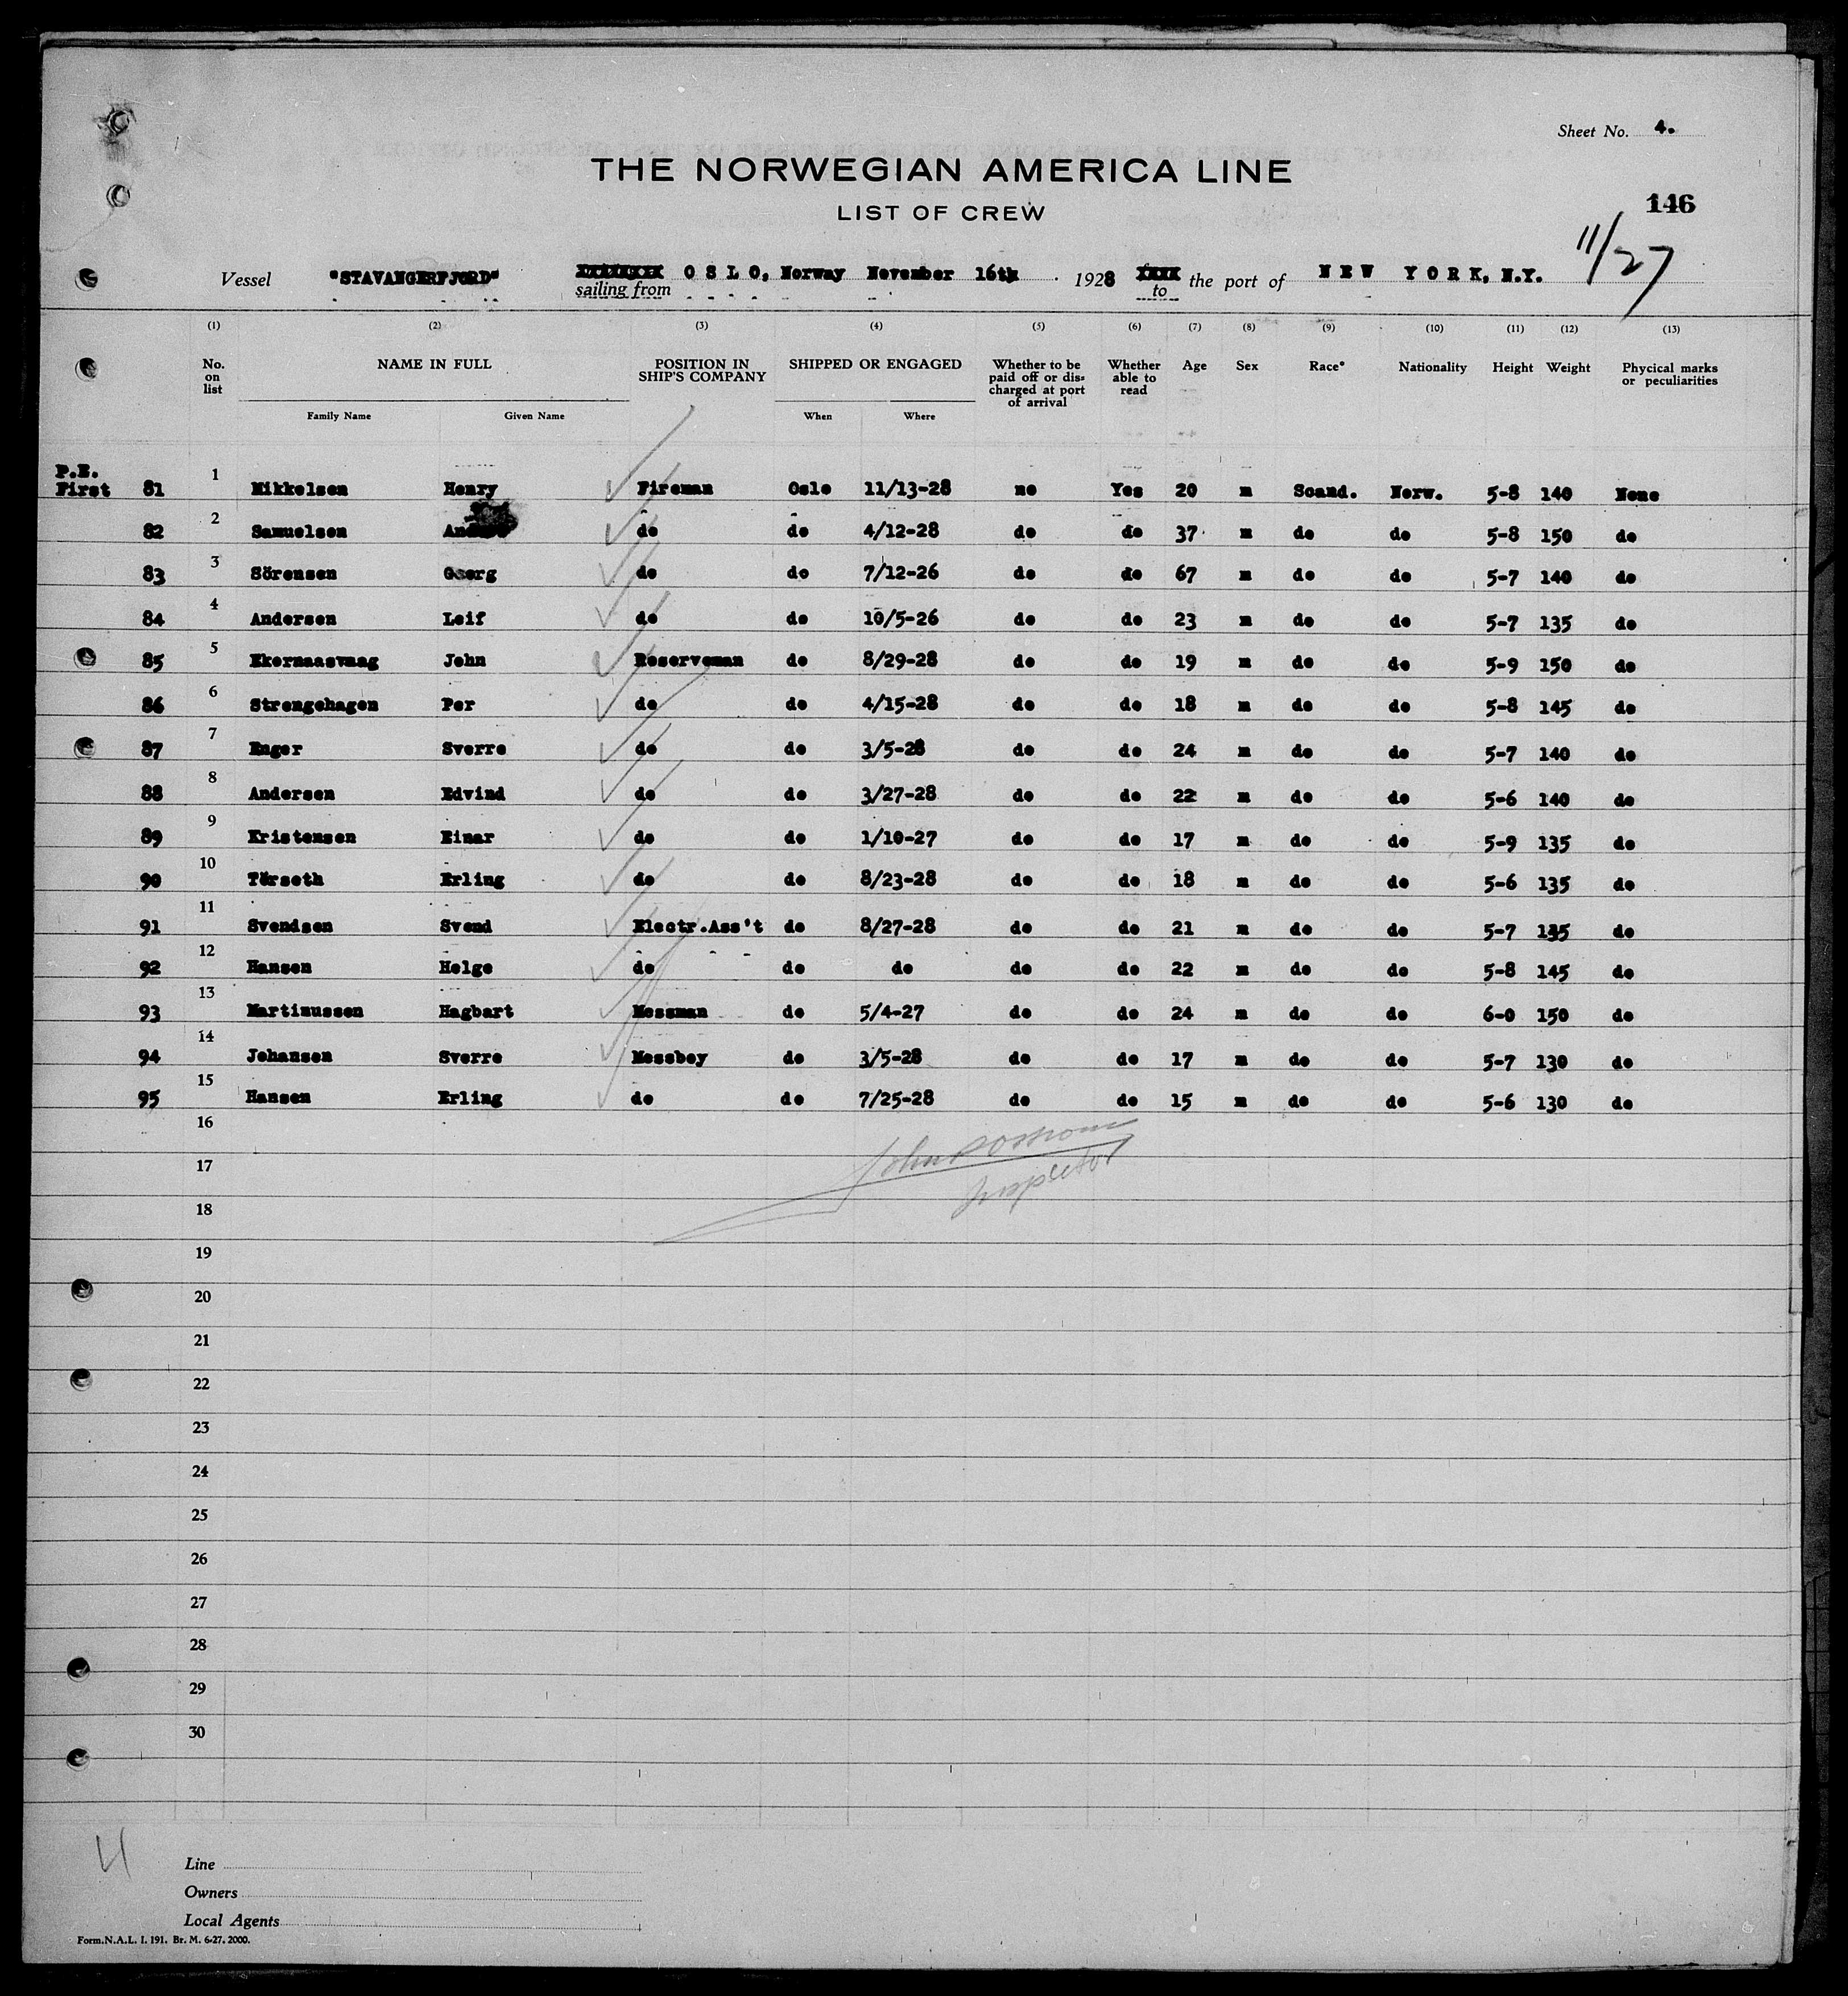 Sheet No. 4.
THE NORWEGIAN AMERICA LINE
LIST OF CREW
146
11/27
Vessel "STAVANGERFJORD" sailing from O S L O, Norway November 16th 1928 to the port of N E W Y O R K, N.Y.
(1) (2) (3) (4) (5) (6) (7) (8) (9) (10) (11) (12) (13)
No. on list NAME IN FULL POSITION IN SHIP'S COMPANY SHIPPED OR ENGAGED Whether to be paid off or discharged at port of arrival Whether able to read Age Sex Race* Nationality Height Weight Physical marks or peculiarities
Family Name Given Name When Where
P.E. First 81 1 Mikkelsen Henry Fireman Oslo 11/13-28 no Yes 20 m Scand. Norw. 5-8 140 None
82 2 Samuelsen do do 4/12-28 do do 37 m do do 5-8 150 do
83 3 Sörensen Georg do do 7/12-26 do do 67 m do do 5-7 140 do
84 4 Andersen Leif do do 10/5-26 do do 23 m do do 5-7 135 do
85 5 Ekornaasvaag John Reserveman do 8/29-28 do do 19 m do do 5-9 150 do
86 6 Strengehagen Per do do 4/15-28 do do 18 m do do 5-8 145 do
87 7 Enger Sverre do do 3/5-28 do do 24 m do do 5-7 140 do
88 8 Andersen Edvind do do 3/27-28 do do 22 m do do 5-6 140 do
89 9 Kristensen Einar do do 1/10-27 do do 17 m do do 5-9 135 do
90 10 Törseth Erling do do 8/23-28 do do 18 m do do 5-6 135 do
91 11 Svendsen Svend Electr.Ass't do 8/27-28 do do 21 m do do 5-7 135 do
92 12 Hansen Helge do do do do do 22 m do do 5-8 145 do
93 13 Martinussen Hagbart Messman do 5/4-27 do do 24 m do do 6-0 150 do
94 14 Johansen Sverre Messboy do 3/5-28 do do 17 m do do 5-7 130 do
95 15 Hansen Erling do do 7/25-28 do do 15 m do do 5-6 130 do
16
Inspector
17
18
19
20
21
22
23
24
25
26
27
28
29
30
4
Line
Owners
Local Agents
Form.N.A.L. I. 191. Br. M. 6-27. 2000.